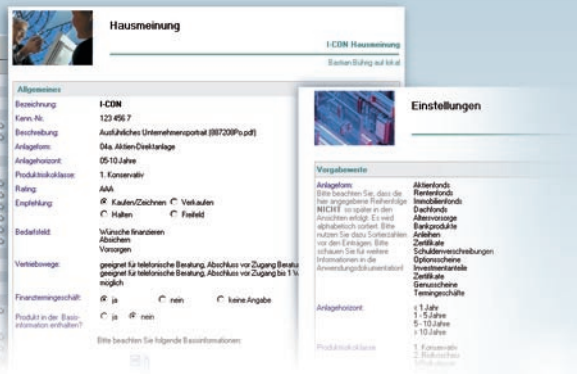 Hausmeinung
I-CON Hausmeinung
Bastian Bühring auf lokal
Allgemeines
Bezeichnung: I-CON
Kenn.-Nr. 123 456 7
Beschreibung: Ausführliches Unternehmensportrait (887208Po.pdf)
Anlageform: 04a. Aktien-Direktanlage
Anlagehorizont: 05-10 Jahre
Produktrisikoklasse: 1. Konservativ
Rating: AAA
Empfehlung: Kaufen/Zeichnen Verkaufen
Halten Freifeld
Bedarfsfeld: Wünsche finanzieren
Absichern
Vorsorgen
Vertriebswege: geeignet für telefonische Beratung, Abschluss vor Zugang
geeignet für telefonische Beratung, Abschluss vor Zugang bis 1
möglich
Finanztermingeschäft: ja nein keine Angabe
Produkt in der Basis-
information enthalten? ja nein
Bitte beachten Sie folgende Basisinformationen:
Einstellungen
Vorgabewerte
Anlageform: Aktienfonds
Bitte beachten Sie, dass die Rentenfonds
hier angegebene Reihenfolge Immobilienfonds
NICHT so später in den Dachfonds
Ansichten erfolgt. Es wird Altersvorsorge
alphabetisch sortiert. Bitte Bankprodukte
nutzen Sie dazu Sortierzahlen Anleihen
vor den Einträgen. Bitte Zertifikate
schauen Sie für weitere Schuldenverschreibungen
Informationen in die Optionsscheine
Anwendungsdokumentation! Investmentanteile
Zertifikate
Genusscheine
Termingeschäfte
Anlagehorizont: < 1 Jahr
1 - 5 Jahre
5 - 10 Jahre
> 10 Jahre
Produktrisikoklasse 1. Konservativ
2. Risikoscheu